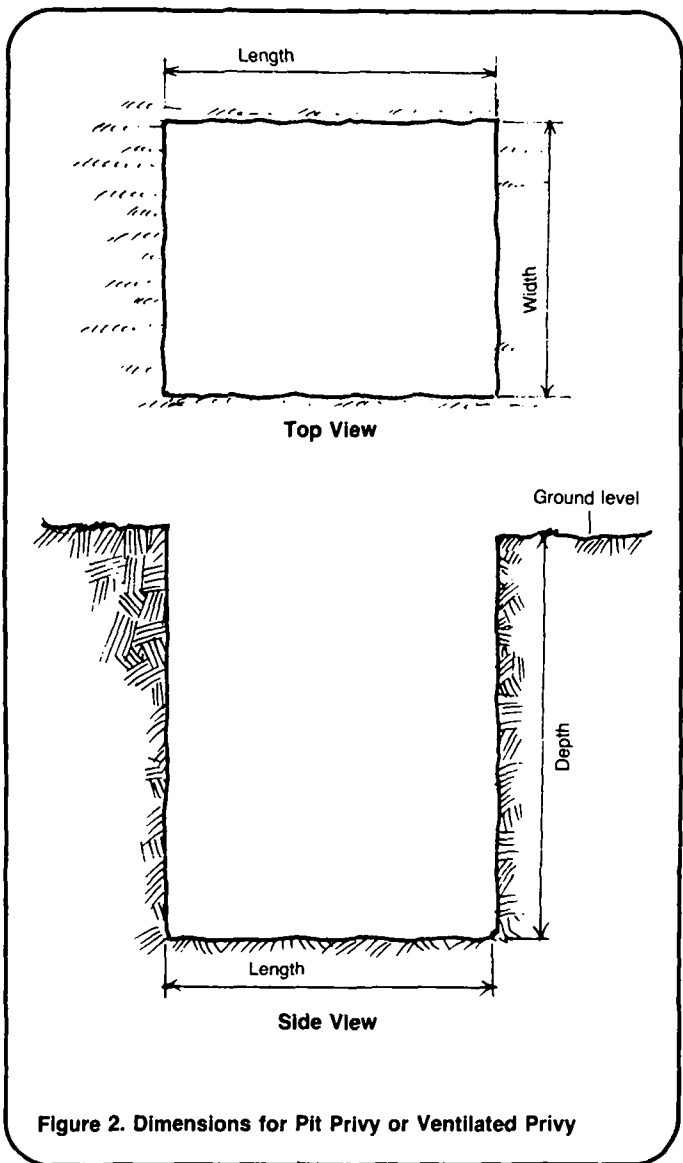 Length
Width
Top View
Ground level
Depth
Length
Side View
Figure 2. Dimensions for Pit Privy or Ventilated Privy